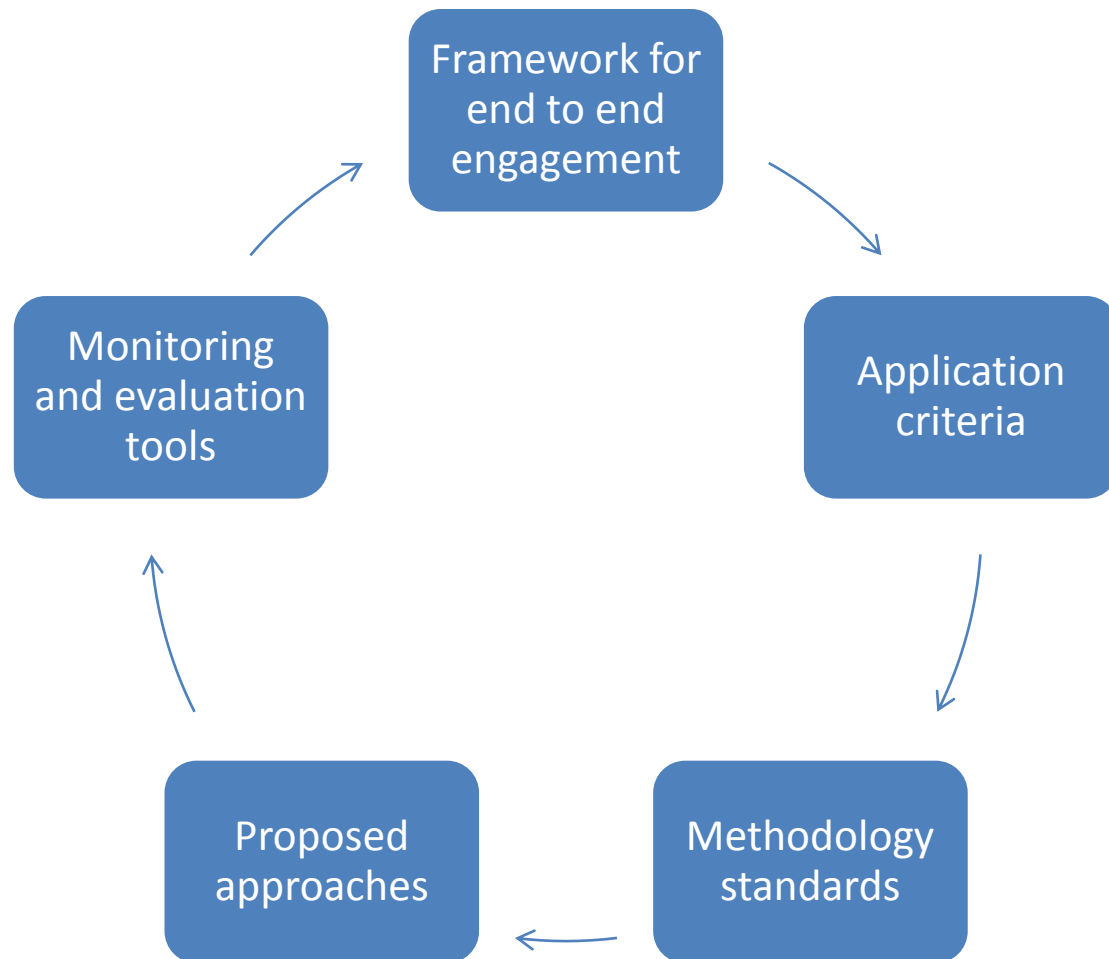 Framework for
end to end
engagement
Application
criteria
Methodology
standards
Proposed
approaches
Monitoring
and evaluation
tools